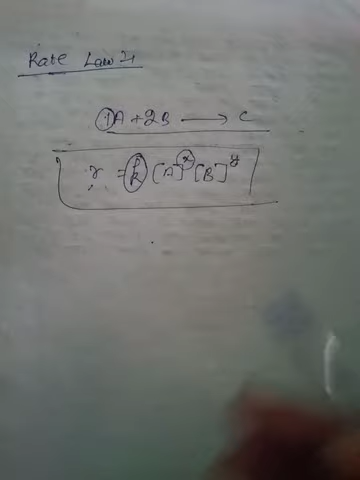 Rate Law :-
1A + 2B ⟶ C
r = k [A]^x [B]^y